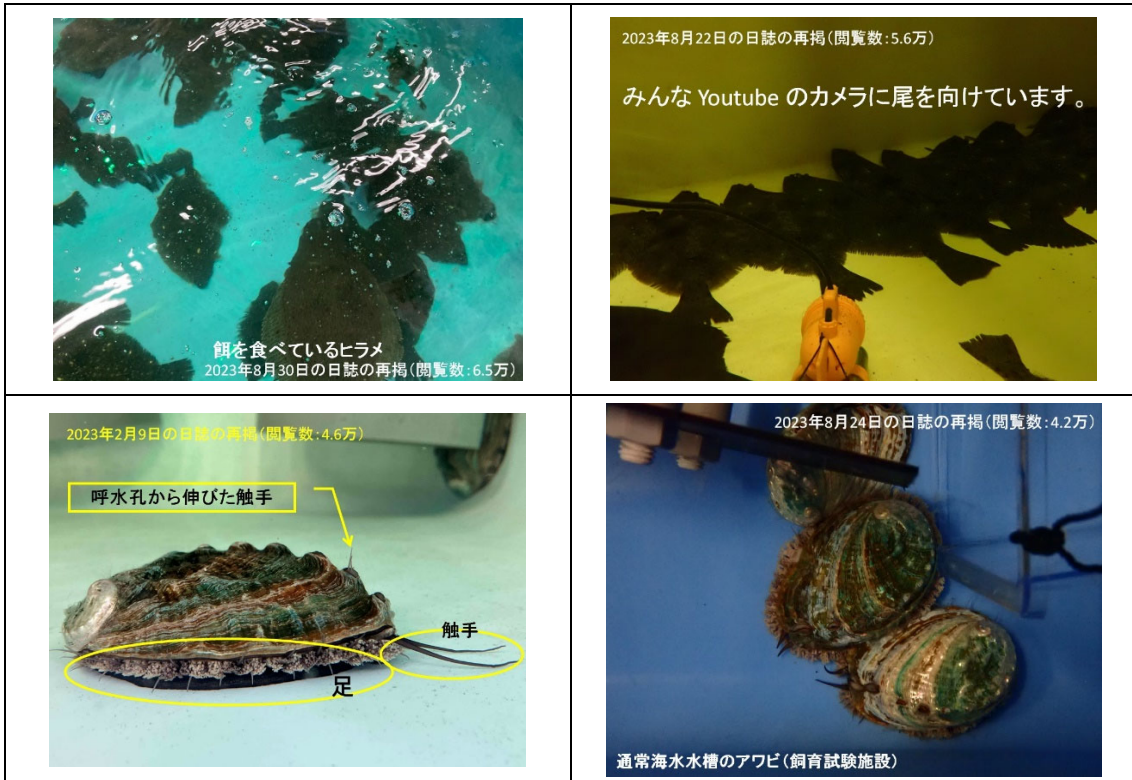 餌を食べているヒラメ
2023年8月30日の日誌の再掲(閲覧数:6.5万)
2023年8月22日の日誌の再掲(閲覧数:5.6万)
みんな Youtube のカメラに尾を向けています。
2023年2月9日の日誌の再掲(閲覧数:4.6万)
呼水孔から伸びた触手
触手
足
2023年8月24日の日誌の再掲(閲覧数:4.2万)
通常海水水槽のアワビ(飼育試験施設)